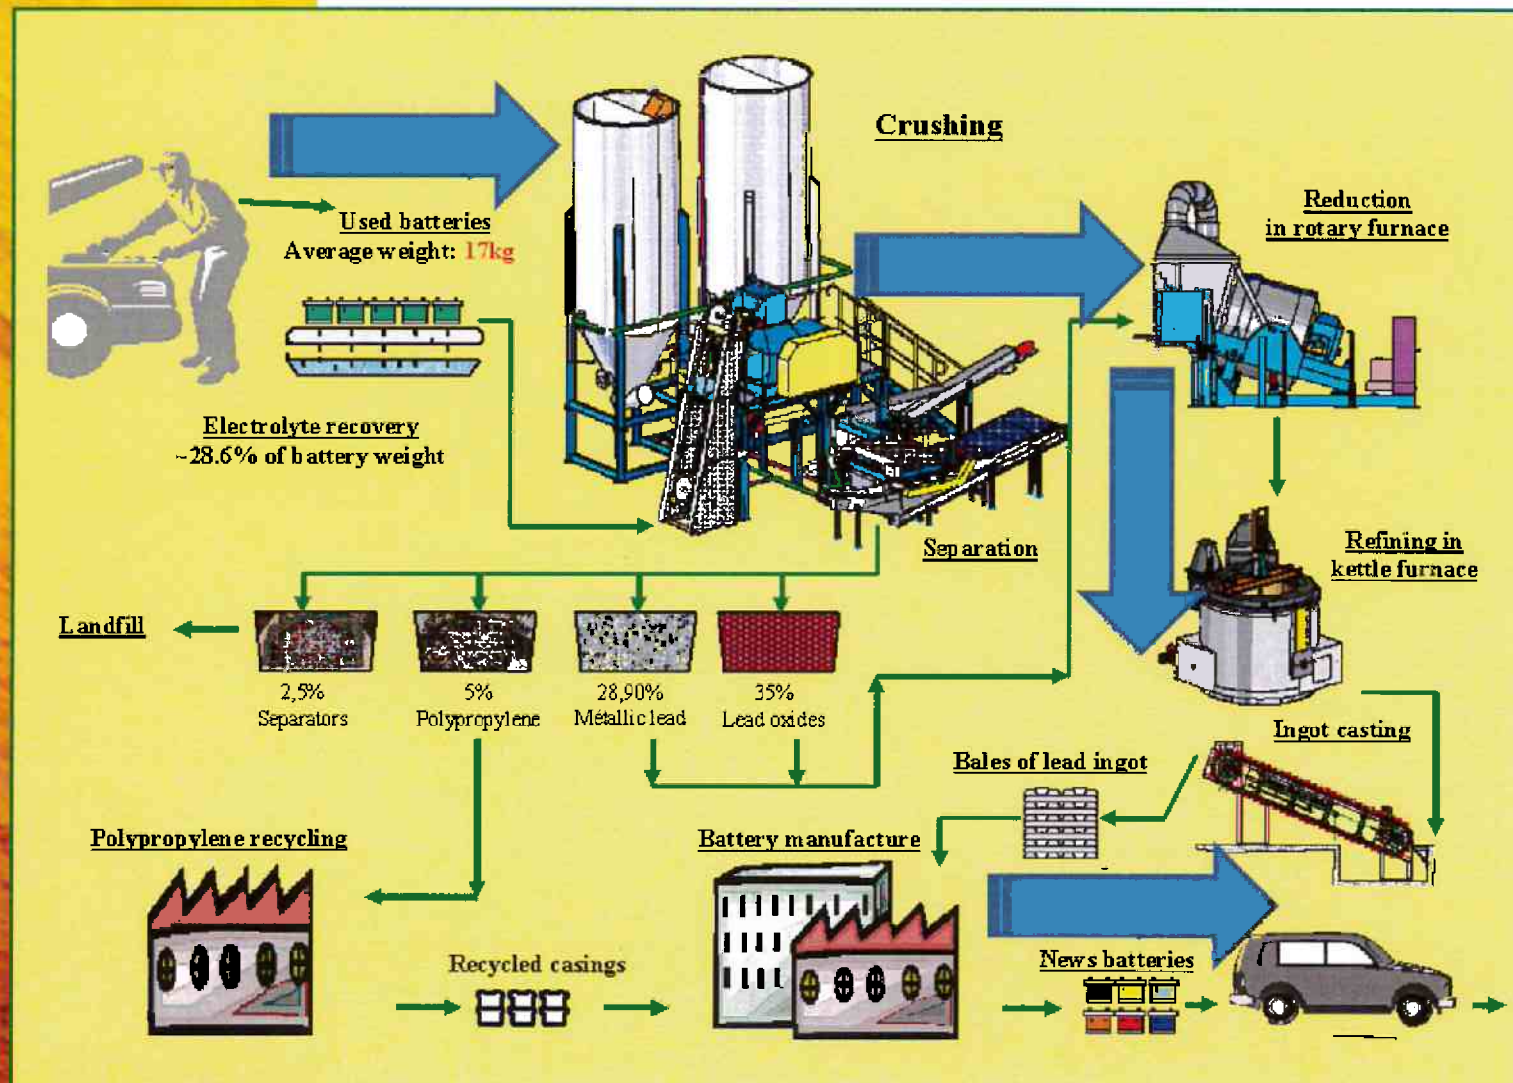 Crushing
Used batteries
Average weight: 17kg
Reduction
in rotary furnace
Electrolyte recovery
~28.6% of battery weight
Separation
Refining in
kettle furnace
Landfill
2,5%
Separators
5%
Polypropylene
28,90%
Métallic lead
35%
Lead oxides
Ingot casting
Bales of lead ingot
Polypropylene recycling
Battery manufacture
Recycled casings
News batteries